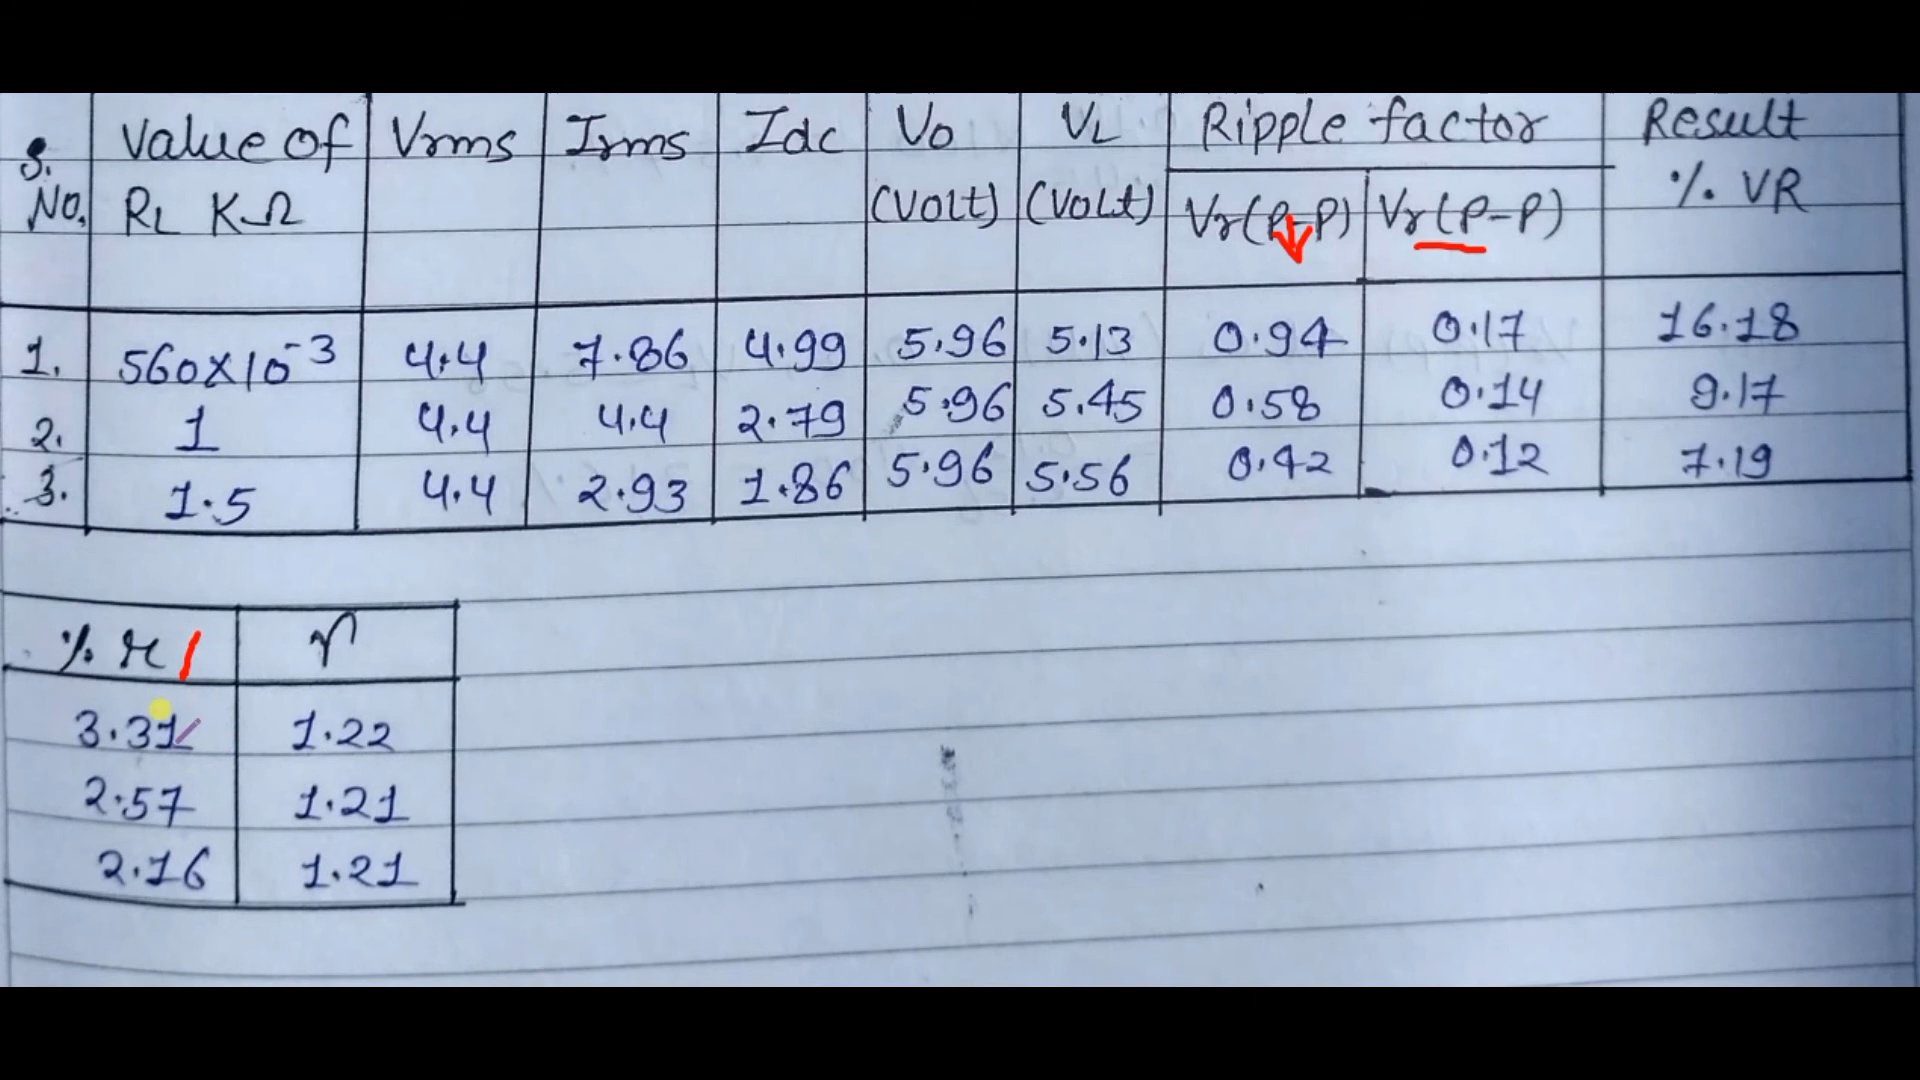 S. No. Value of RL KΩ Vrms Irms Idc Vo (Volt) VL (Volt) Ripple factor Result % VR
Vr(P-P) Vr(P-P)
1. 560×10-3 4.4 7.86 4.99 5.96 5.13 0.94 0.17 16.18
2. 1 4.4 4.4 2.79 5.96 5.45 0.58 0.14 9.17
3. 1.5 4.4 2.93 1.86 5.96 5.56 0.42 0.12 7.19
% r r
3.31 1.22
2.57 1.21
2.16 1.21